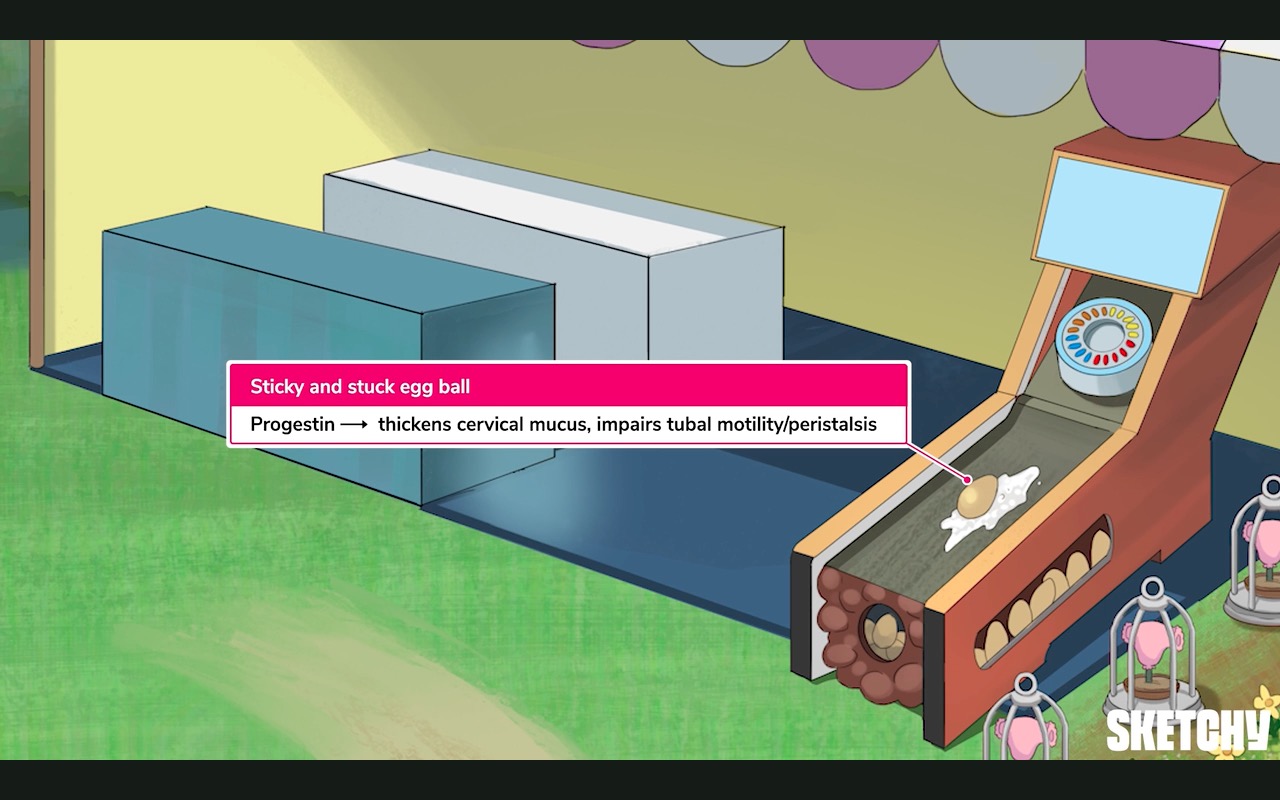 Sticky and stuck egg ball
Progestin → thickens cervical mucus, impairs tubal motility/peristalsis
SKETCHY